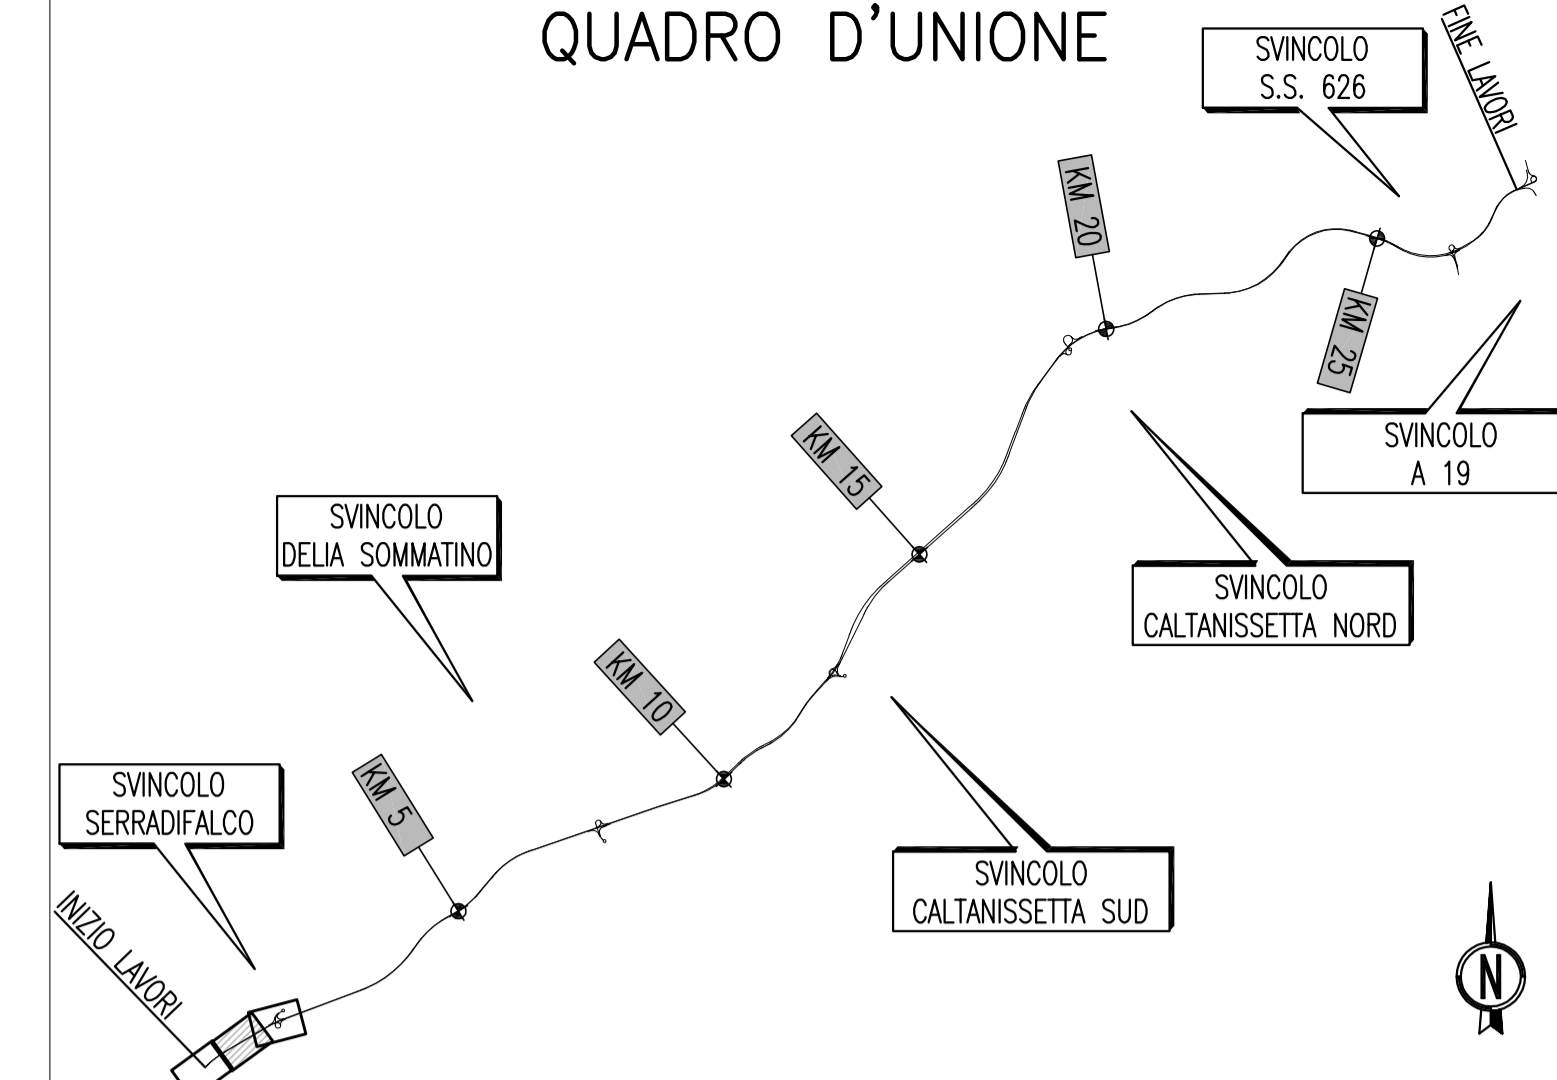 QUADRO D'UNIONE
SVINCOLO
S.S. 626
FINE LAVORI
KM 20
KM 25
SVINCOLO
A 19
KM 15
SVINCOLO
DELIA SOMMATINO
SVINCOLO
CALTANISSETTA NORD
KM 10
KM 5
SVINCOLO
SERRADIFALCO
SVINCOLO
CALTANISSETTA SUD
INIZIO LAVORI
N